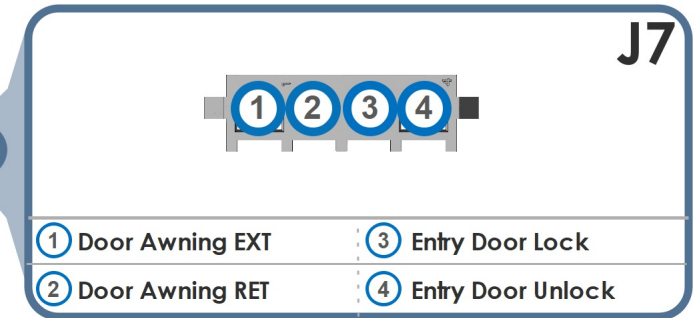 J7
1 2 3 4
1 Door Awning EXT
3 Entry Door Lock
2 Door Awning RET
4 Entry Door Unlock